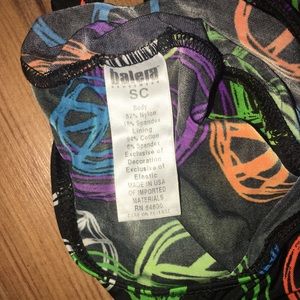 balera
SC
Body
82% Nylon
18% Spandex
Lining
94% Cotton
6% Spandex
Exclusive of
Decoration
Exclusive of
Elastic
MADE IN USA
OF IMPORTED
MATERIALS